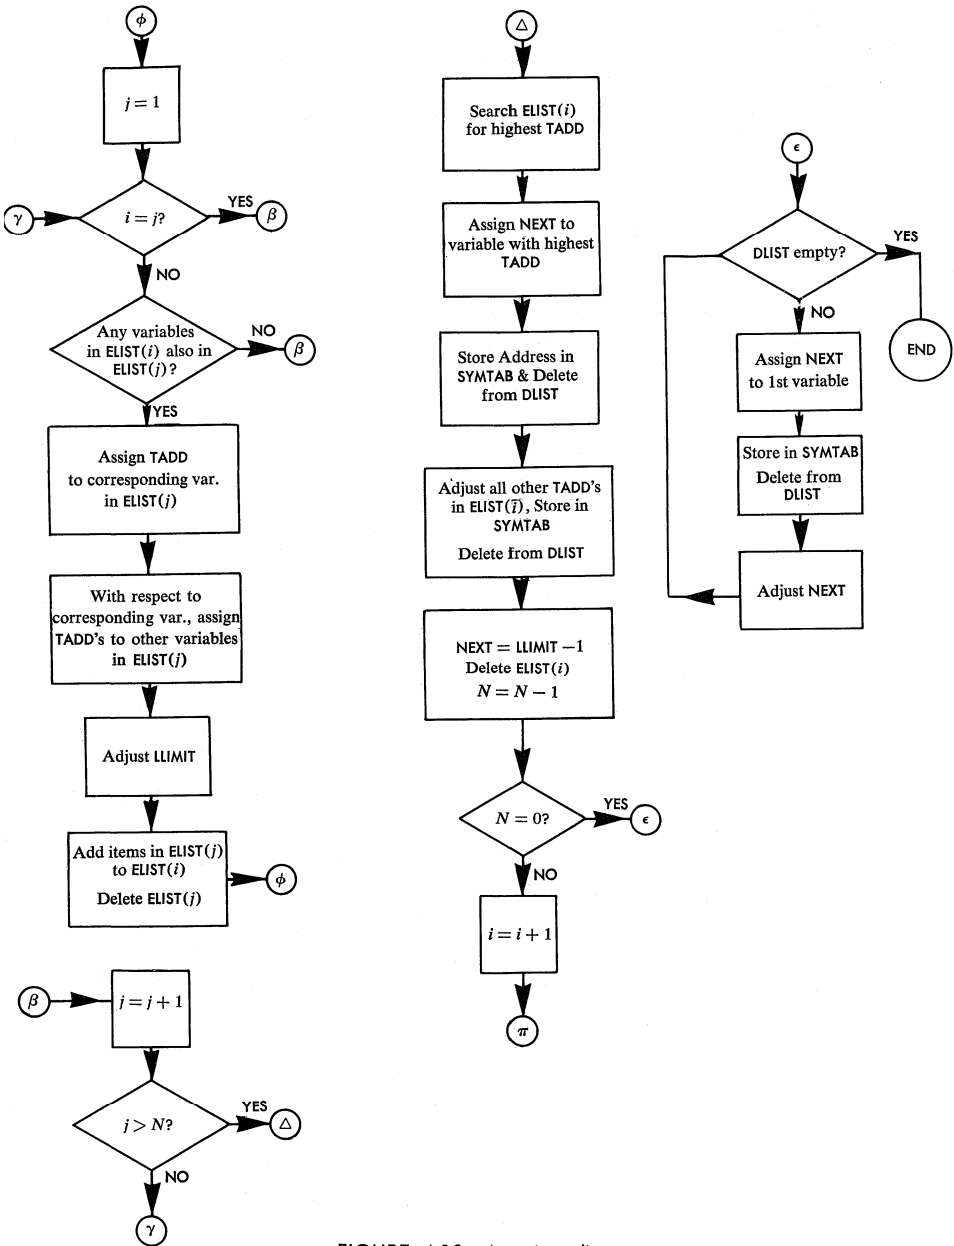 ϕ
j = 1
γ
i = j?
YES
β
NO
Any variables
in ELIST(i) also in
ELIST(j)?
NO
β
YES
Assign TADD
to corresponding var.
in ELIST(j)
With respect to
corresponding var., assign
TADD's to other variables
in ELIST(j)
Adjust LLIMIT
Add items in ELIST(j)
to ELIST(i)
Delete ELIST(j)
ϕ
β
j = j + 1
j > N?
YES
△
NO
γ
△
Search ELIST(i)
for highest TADD
Assign NEXT to
variable with highest
TADD
Store Address in
SYMTAB & Delete
from DLIST
Adjust all other TADD's
in ELIST(i), Store in
SYMTAB
Delete from DLIST
NEXT = LLIMIT −1
Delete ELIST(i)
N = N − 1
N = 0?
YES
ϵ
NO
i = i + 1
π
ϵ
DLIST empty?
YES
END
NO
Assign NEXT
to 1st variable
Store in SYMTAB
Delete from
DLIST
Adjust NEXT